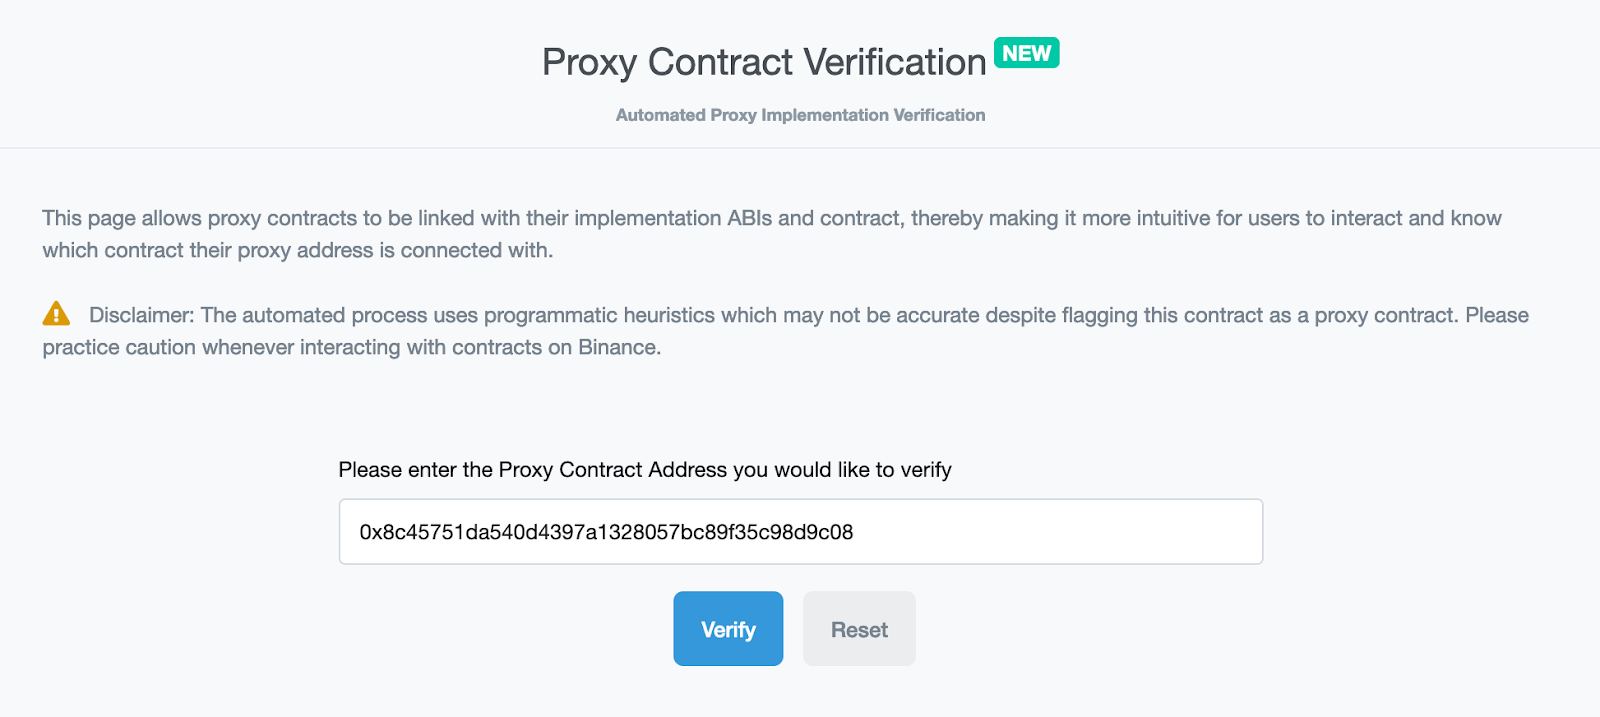 Proxy Contract Verification NEW
Automated Proxy Implementation Verification
This page allows proxy contracts to be linked with their implementation ABIs and contract, thereby making it more intuitive for users to interact and know
which contract their proxy address is connected with.
Disclaimer: The automated process uses programmatic heuristics which may not be accurate despite flagging this contract as a proxy contract. Please
practice caution whenever interacting with contracts on Binance.
Please enter the Proxy Contract Address you would like to verify
0x8c45751da540d4397a1328057bc89f35c98d9c08
Verify Reset